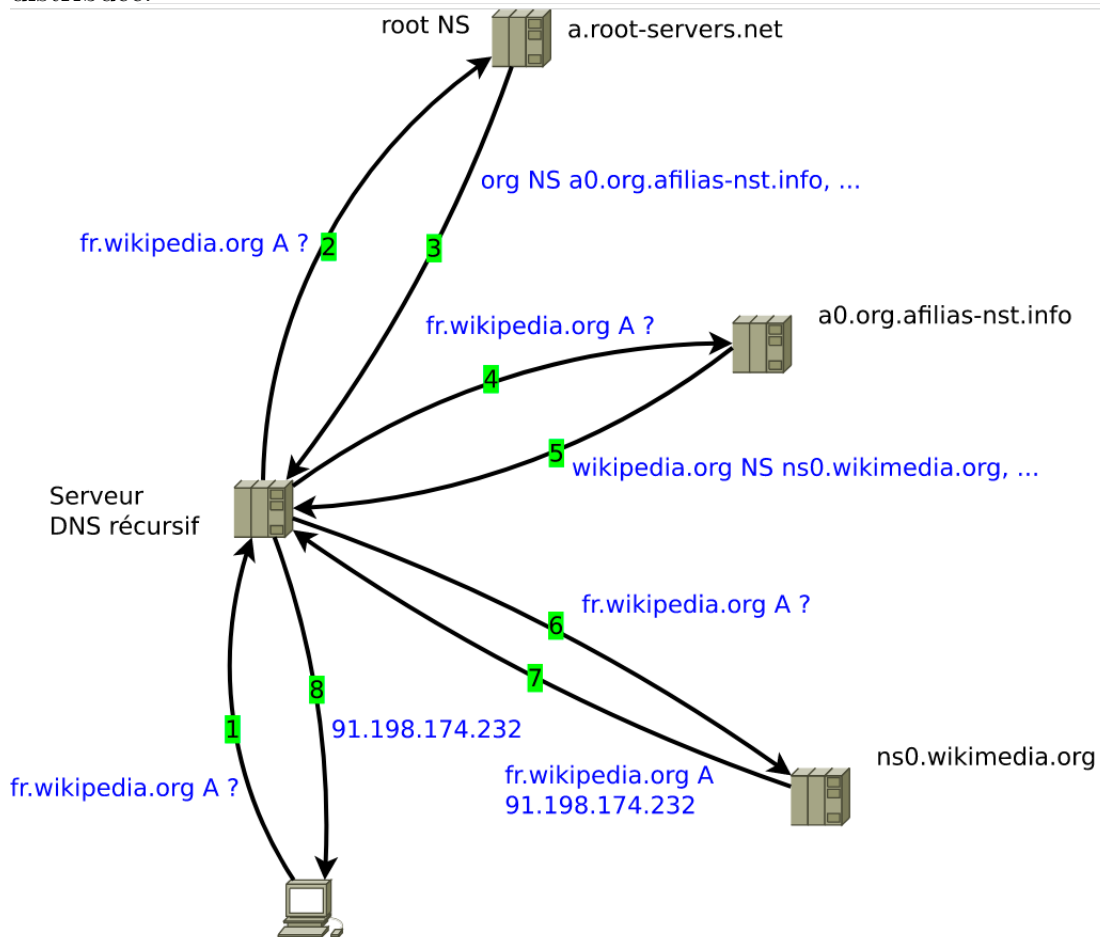 root NS
a.root-servers.net
org NS a0.org.afilias-nst.info, ...
fr.wikipedia.org A ?
2
3
fr.wikipedia.org A ?
a0.org.afilias-nst.info
4
5
wikipedia.org NS ns0.wikimedia.org, ...
Serveur
DNS récursif
fr.wikipedia.org A ?
6
7
8
1
91.198.174.232
ns0.wikimedia.org
fr.wikipedia.org A
91.198.174.232
fr.wikipedia.org A ?